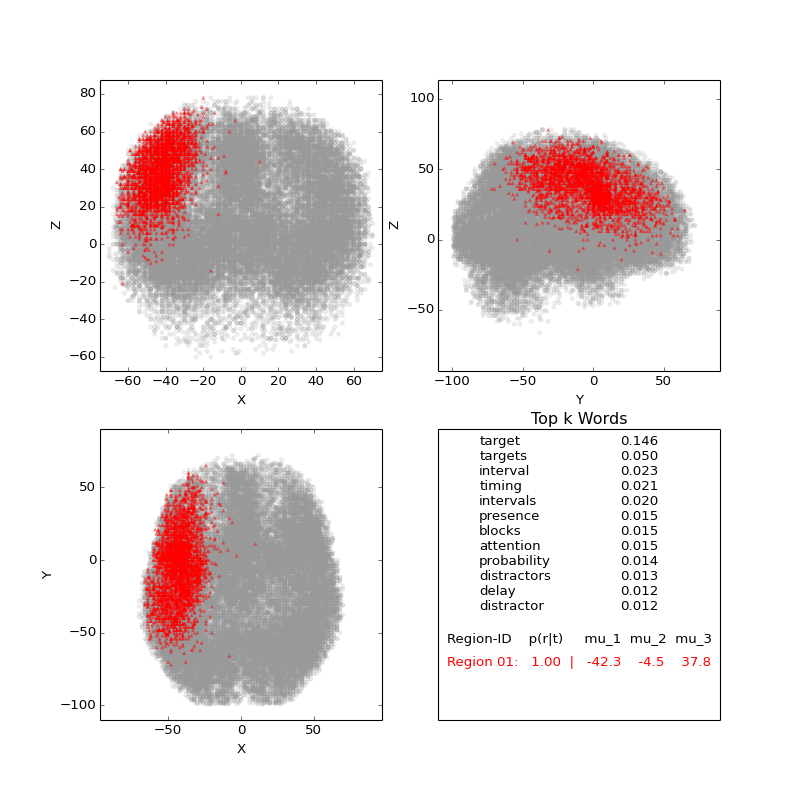 80
60
40
20
0
−20
−40
−60
Z
−60 −40 −20 0 20 40 60
X
100
50
0
−50
Z
−100 −50 0 50
Y
50
0
−50
−100
Y
−50 0 50
X
Top k Words
target 0.146
targets 0.050
interval 0.023
timing 0.021
intervals 0.020
presence 0.015
blocks 0.015
attention 0.015
probability 0.014
distractors 0.013
delay 0.012
distractor 0.012
Region-ID p(r|t) mu_1 mu_2 mu_3
Region 01: 1.00 | -42.3 -4.5 37.8